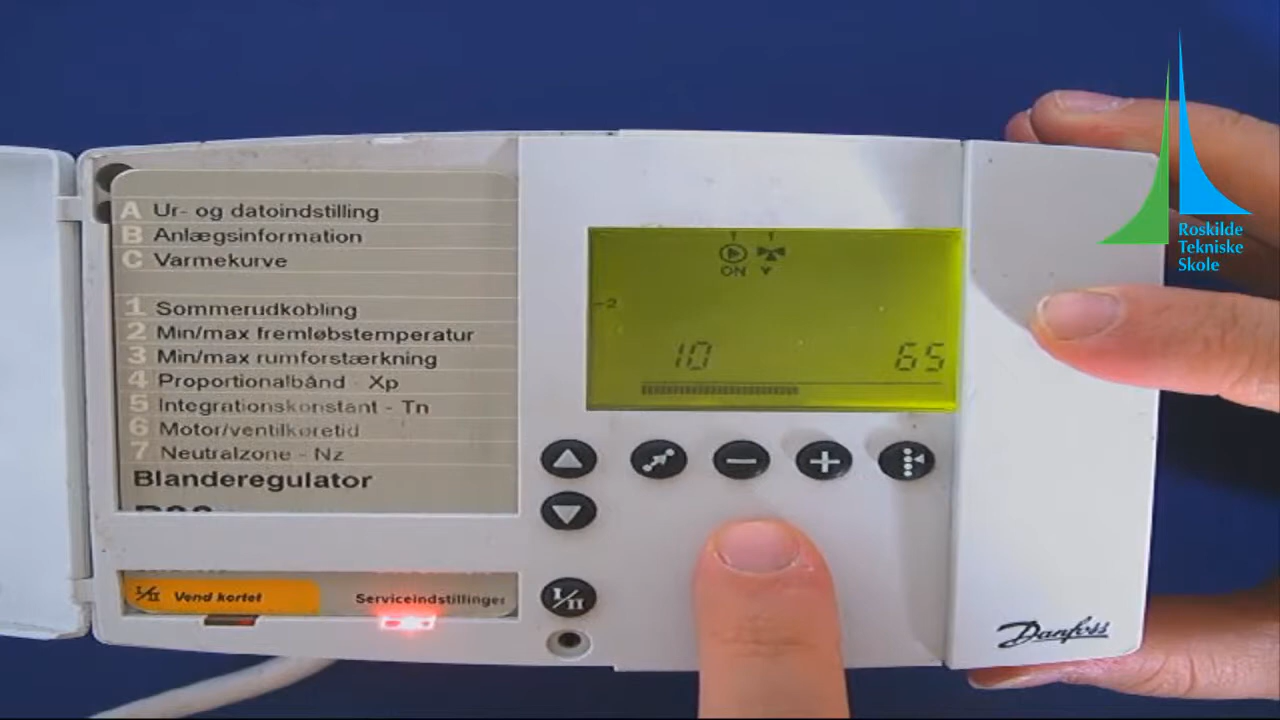 A Ur- og datoindstilling
B Anlægsinformation
C Varmekurve
1 Sommerudkobling
2 Min/max fremløbstemperatur
3 Min/max rumforstærkning
4 Proportionalbånd - Xp
5 Integrationskonstant - Tn
6 Motor/ventilkøretid
7 Neutralzone - Nz
Blanderegulator
I/II Vend kortet
Serviceindstillinger
ON
-2
10 65
I/II
Danfoss
Roskilde
Tekniske
Skole